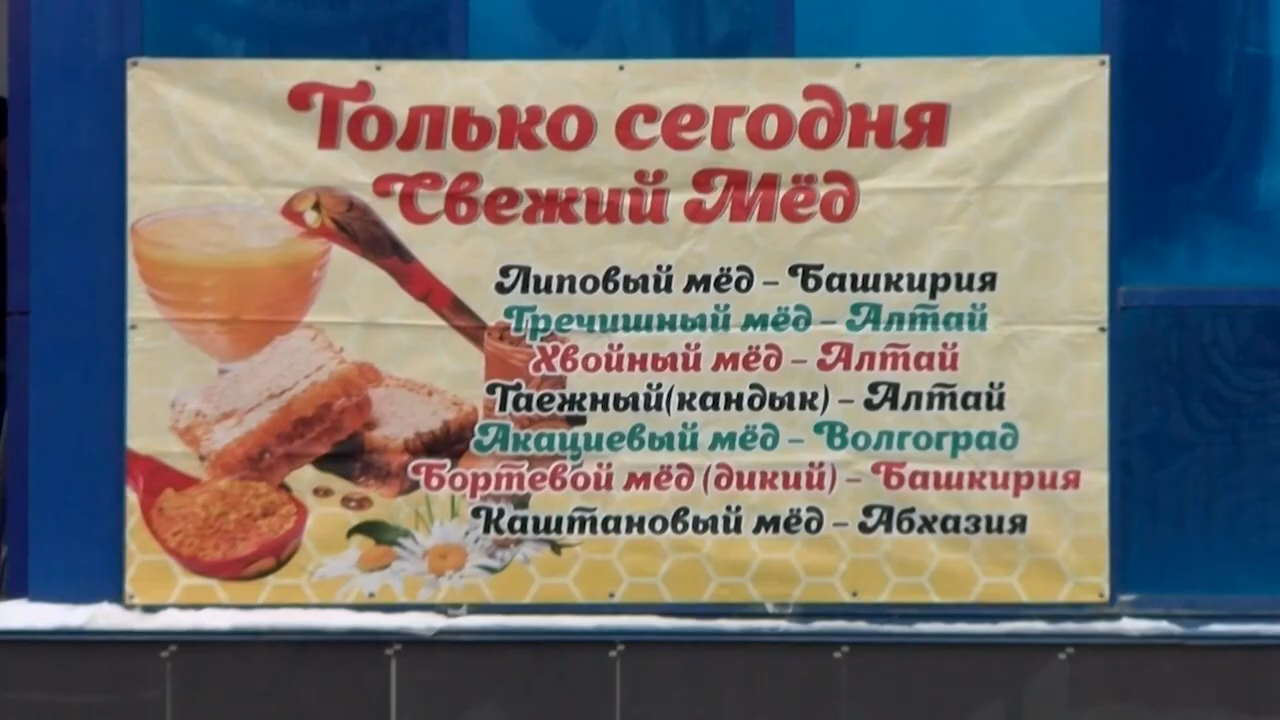 Только сегодня
Свежий Мёд
Липовый мёд – Башкирия
Гречишный мёд – Алтай
Хвойный мёд – Алтай
Таежный(кандык) – Алтай
Акациевый мёд – Волгоград
Бортевой мёд (дикий) – Башкирия
Каштановый мёд – Абхазия